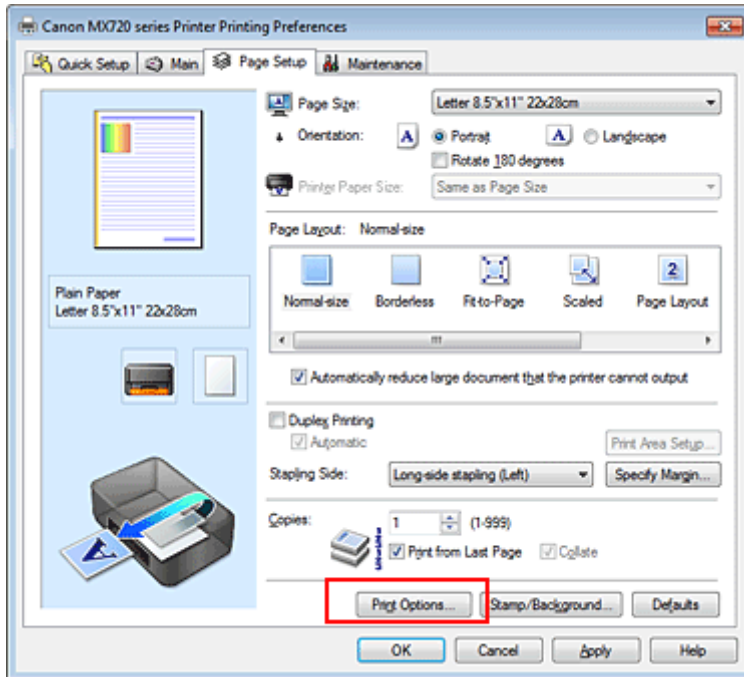 Canon MX720 series Printer Printing Preferences
Quick Setup Main Page Setup Maintenance
Page Size: Letter 8.5"x11" 22x28cm
Orientation: A Portrait A Landscape
Rotate 180 degrees
Printer Paper Size: Same as Page Size
Page Layout: Normal-size
2
Normal-size Borderless Fit-to-Page Scaled Page Layout
Plain Paper
Letter 8.5"x11" 22x28cm
Automatically reduce large document that the printer cannot output
Duplex Printing
Automatic Print Area Setup...
Stapling Side: Long-side stapling (Left) Specify Margin...
Copies: 1 (1-999)
Print from Last Page Collate
A
Print Options... Stamp/Background... Defaults
OK Cancel Apply Help